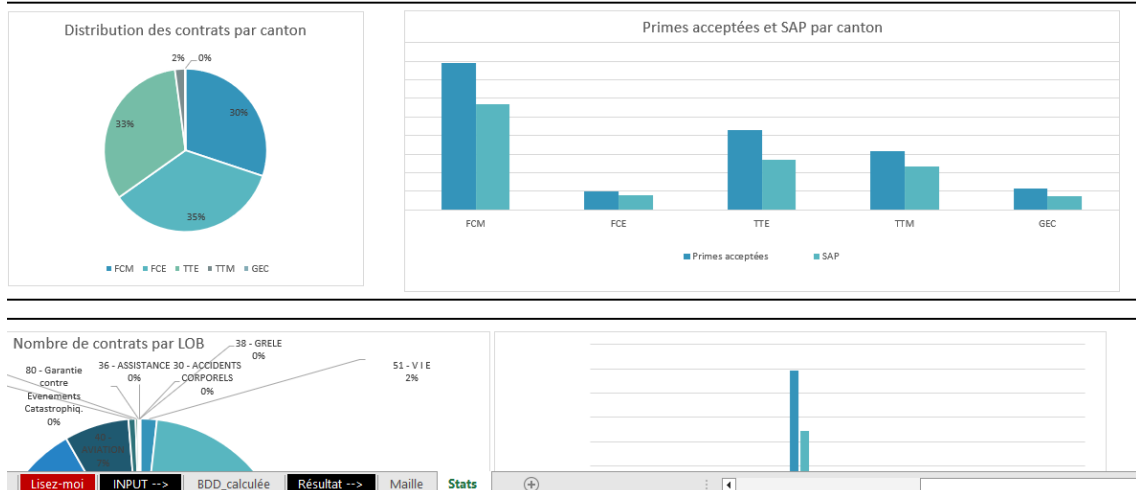 Distribution des contrats par canton
2%
0%
30%
33%
35%
FCM FCE TTE TTM GEC
Primes acceptées et SAP par canton
FCM FCE TTE TTM GEC
Primes acceptées SAP
Nombre de contrats par LOB
38 - GRELE
0%
80 - Garantie
contre
Evenements
Catastrophiq.
0%
36 - ASSISTANCE
0%
30 - ACCIDENTS
CORPORELS
0%
51 - V I E
2%
Lisez-moi INPUT --> BDD_calculée Résultat --> Maille Stats